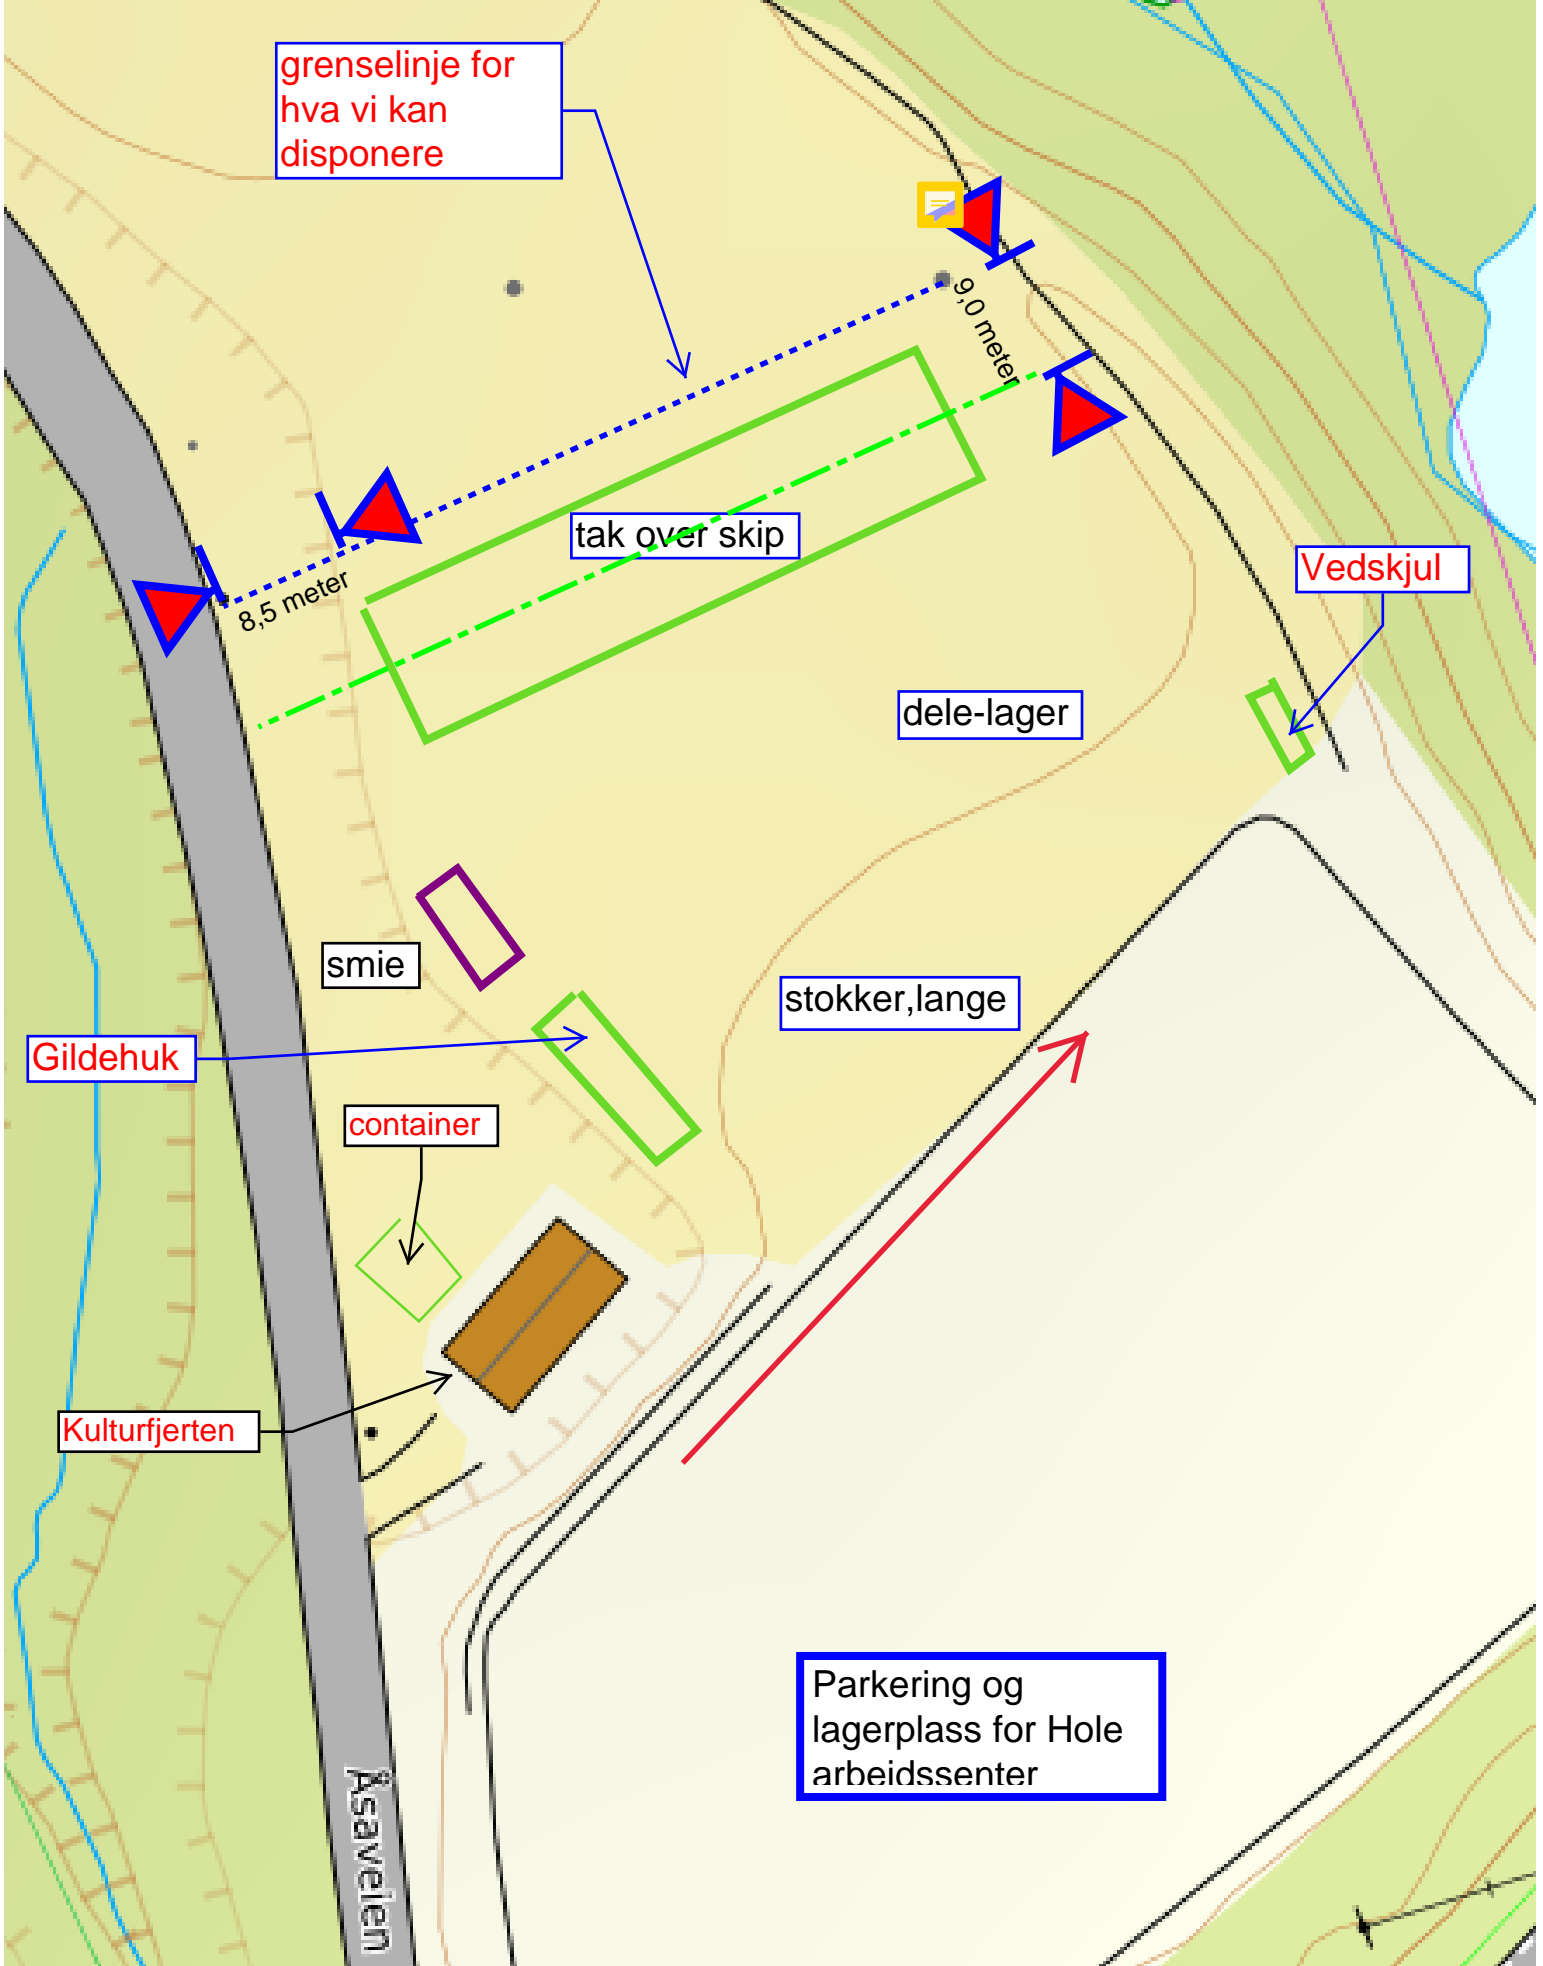 grenselinje for
hva vi kan
disponere
9,0 meter
tak over skip
8,5 meter
Vedskjul
dele-lager
smie
stokker,lange
Gildehuk
container
Kulturfjerten
Parkering og
lagerplass for Hole
arbeidssenter
Åsaveien